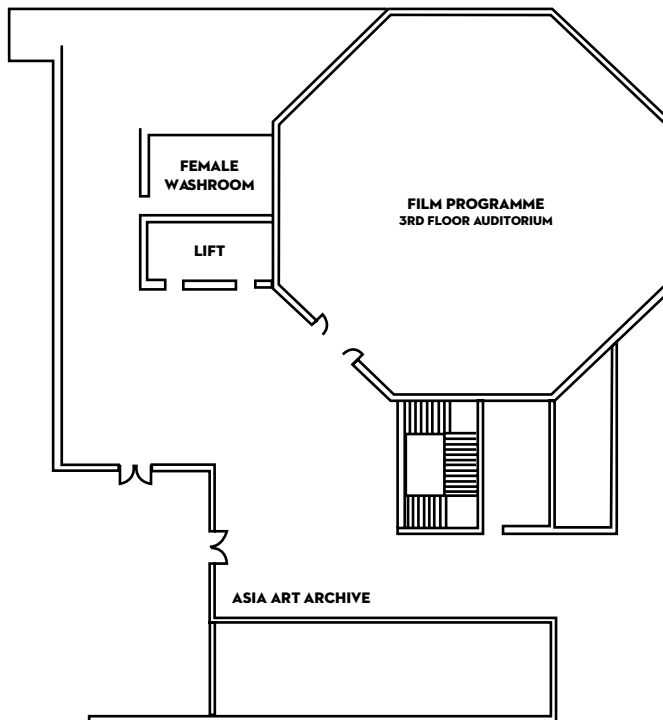 FEMALE
WASHROOM
FILM PROGRAMME
3RD FLOOR AUDITORIUM
LIFT
ASIA ART ARCHIVE